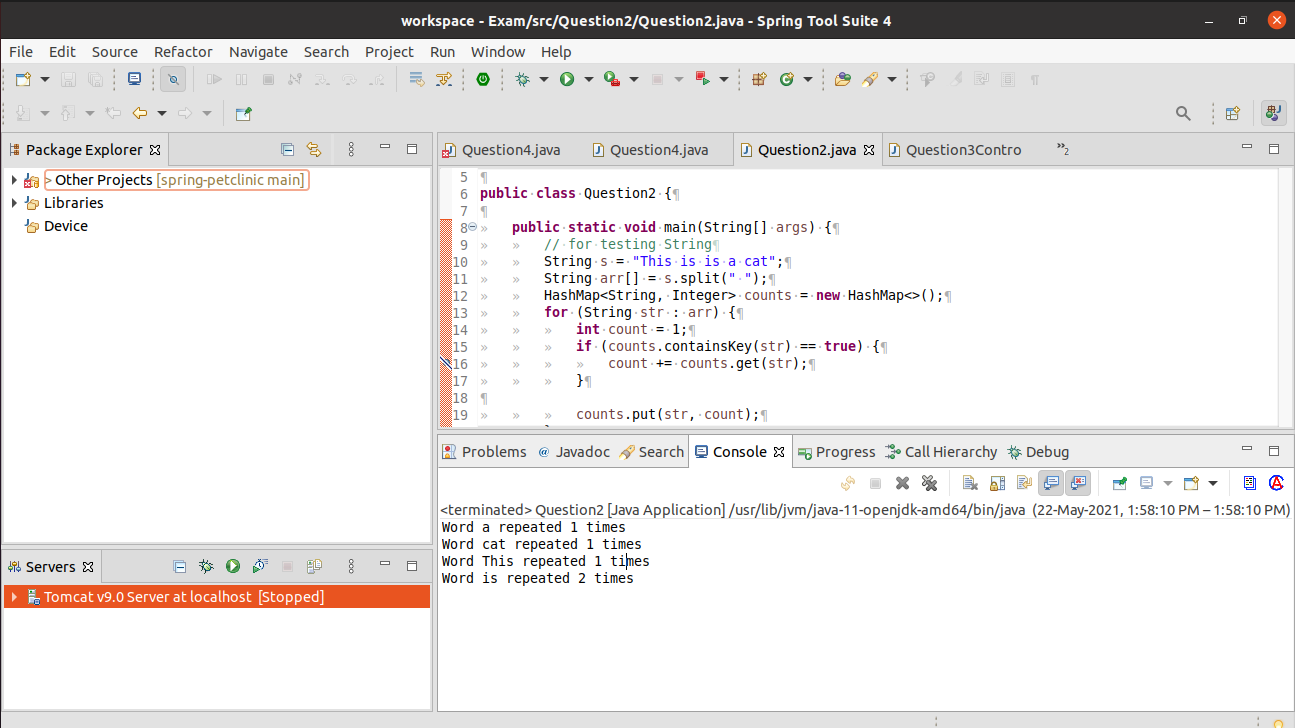 workspace - Exam/src/Question2/Question2.java - Spring Tool Suite 4
File Edit Source Refactor Navigate Search Project Run Window Help
Package Explorer
> Other Projects [spring-petclinic main]
Libraries
Device
Question4.java Question4.java Question2.java Question3Contro »2
5
6 public class Question2 {
7
8 public static void main(String[] args) {
9 // for testing String
10 String s = "This is is a cat";
11 String arr[] = s.split(" ");
12 HashMap<String, Integer> counts = new HashMap<>();
13 for (String str : arr) {
14 int count = 1;
15 if (counts.containsKey(str) == true) {
16 count += counts.get(str);
17 }
18
19 counts.put(str, count);
Problems Javadoc Search Console Progress Call Hierarchy Debug
<terminated> Question2 [Java Application] /usr/lib/jvm/java-11-openjdk-amd64/bin/java (22-May-2021, 1:58:10 PM – 1:58:10 PM)
Word a repeated 1 times
Word cat repeated 1 times
Word This repeated 1 times
Word is repeated 2 times
Servers
Tomcat v9.0 Server at localhost [Stopped]